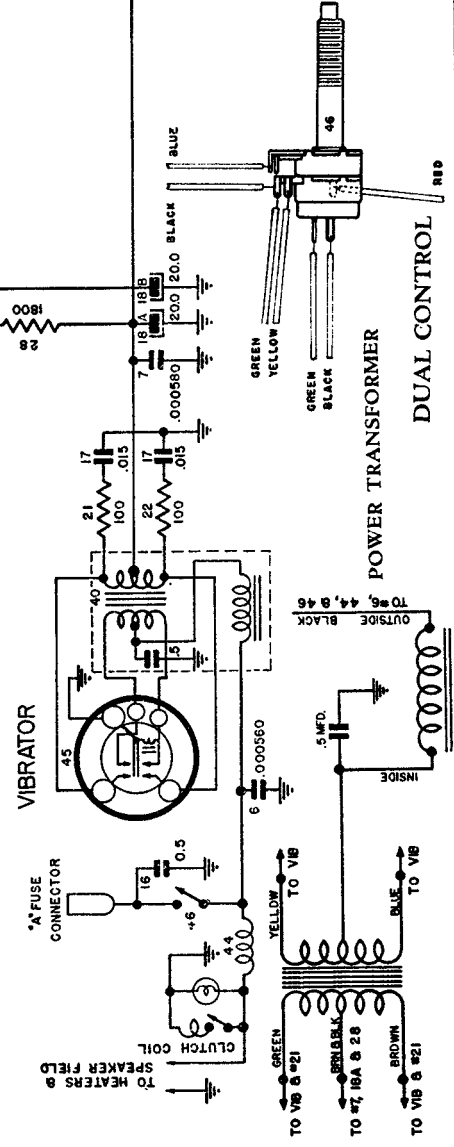 28
1800
18 A
20.0
18 B
20.0
7
.000580
BLACK
BLUE
46
RED
GREEN
YELLOW
GREEN
BLACK
DUAL CONTROL
POWER TRANSFORMER
17
.015
17
.015
21
100
22
100
40
.5
VIBRATOR
45
"A" FUSE
CONNECTOR
16
0.5
46
6
.000560
44
CLUTCH COIL
TO HEATERS &
SPEAKER FIELD
OUTSIDE BLACK
TO #6, 44, & 46
.5 MFD.
INSIDE
YELLOW
TO VIB
BLUE
TO VIB
GREEN
TO VIB & #21
BRN & BLK
TO #7, 18A & 28
BROWN
TO VIB & #21